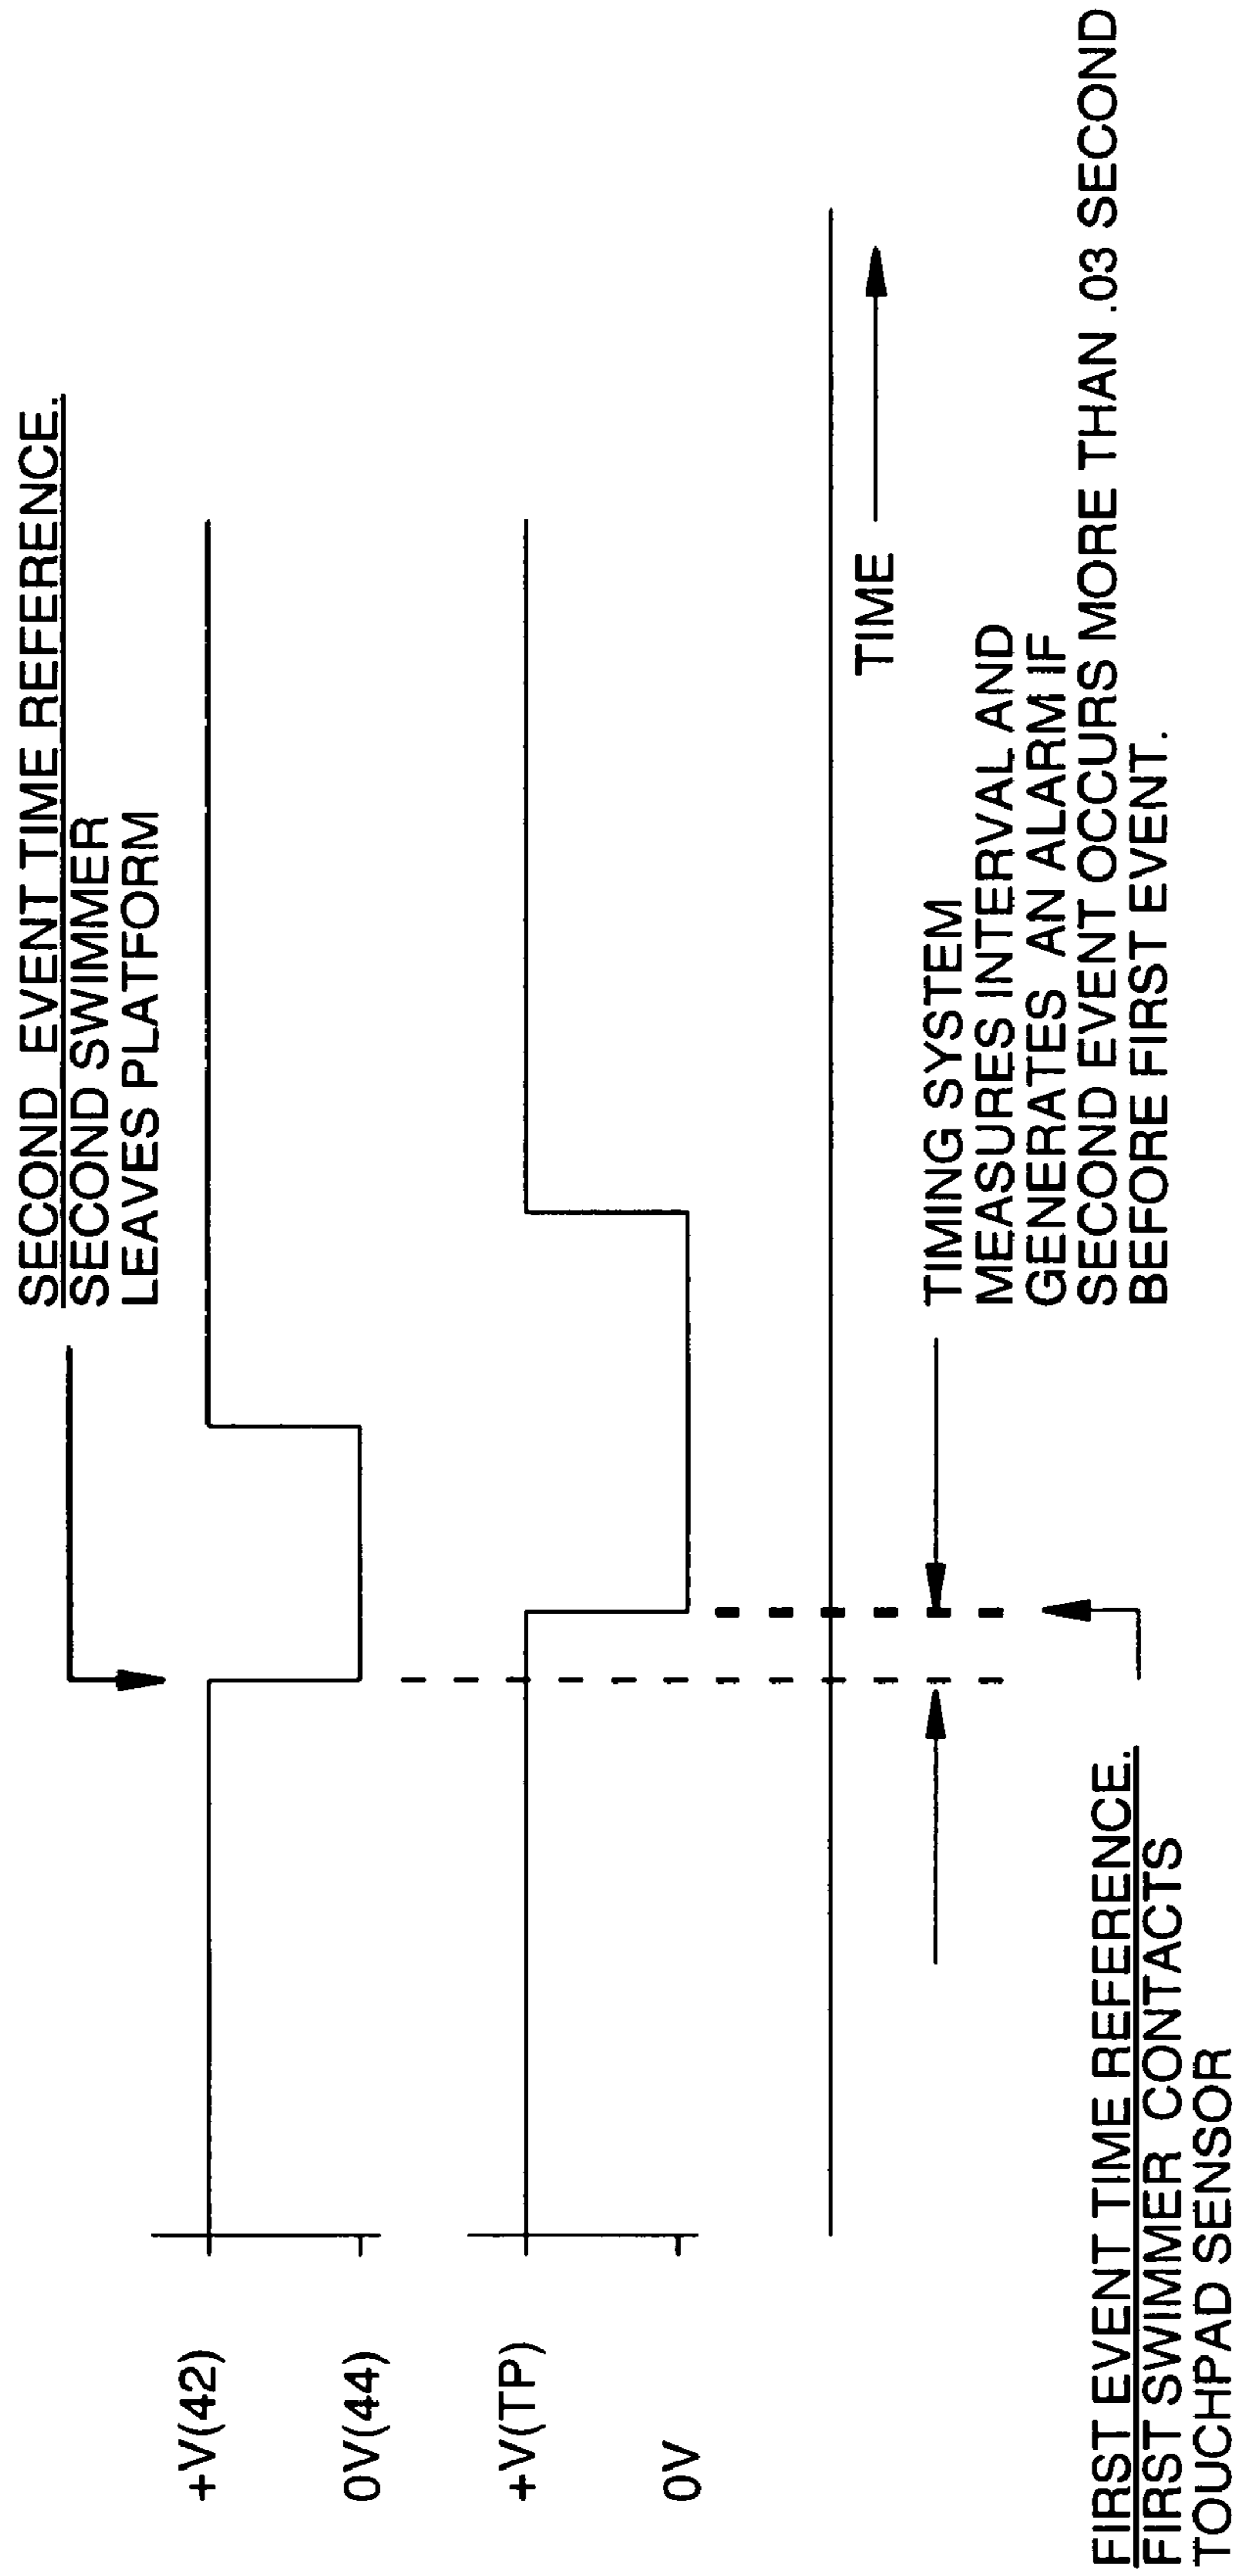 SECOND EVENT TIME REFERENCE.
SECOND SWIMMER
LEAVES PLATFORM
+V(42)
0V(44)
+V(TP)
0V
TIME
TIMING SYSTEM
MEASURES INTERVAL AND
GENERATES AN ALARM IF
SECOND EVENT OCCURS MORE THAN .03 SECOND
BEFORE FIRST EVENT.
FIRST EVENT TIME REFERENCE.
FIRST SWIMMER CONTACTS
TOUCHPAD SENSOR